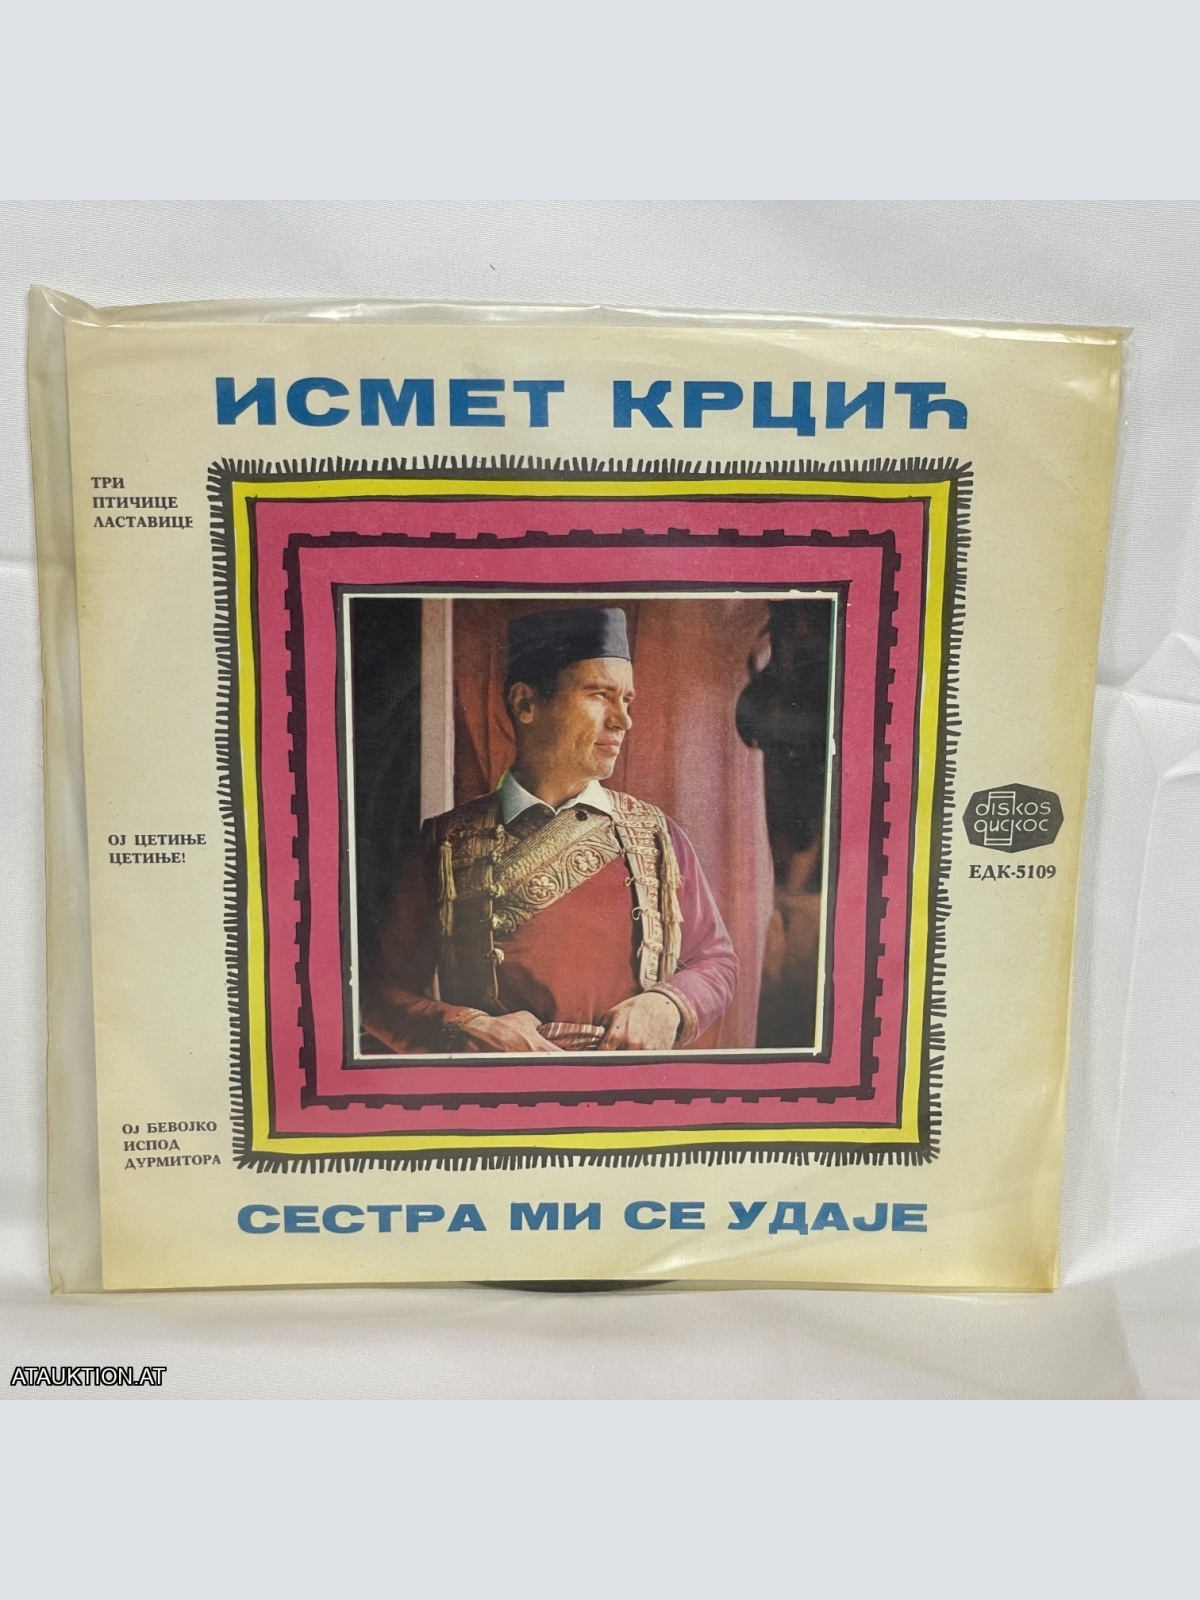 ИСМЕТ КРЦИЋ
ТРИ
ПТИЧИЦЕ
ЛАСТАВИЦЕ
ОЈ ЦЕТИЊЕ
ЦЕТИЊЕ!
diskos
дискос
ЕДК-5109
ОЈ ЂЕВОЈКО
ИСПОД
ДУРМИТОРА
СЕСТРА МИ СЕ УДАЈЕ
ATAUKTION.AT